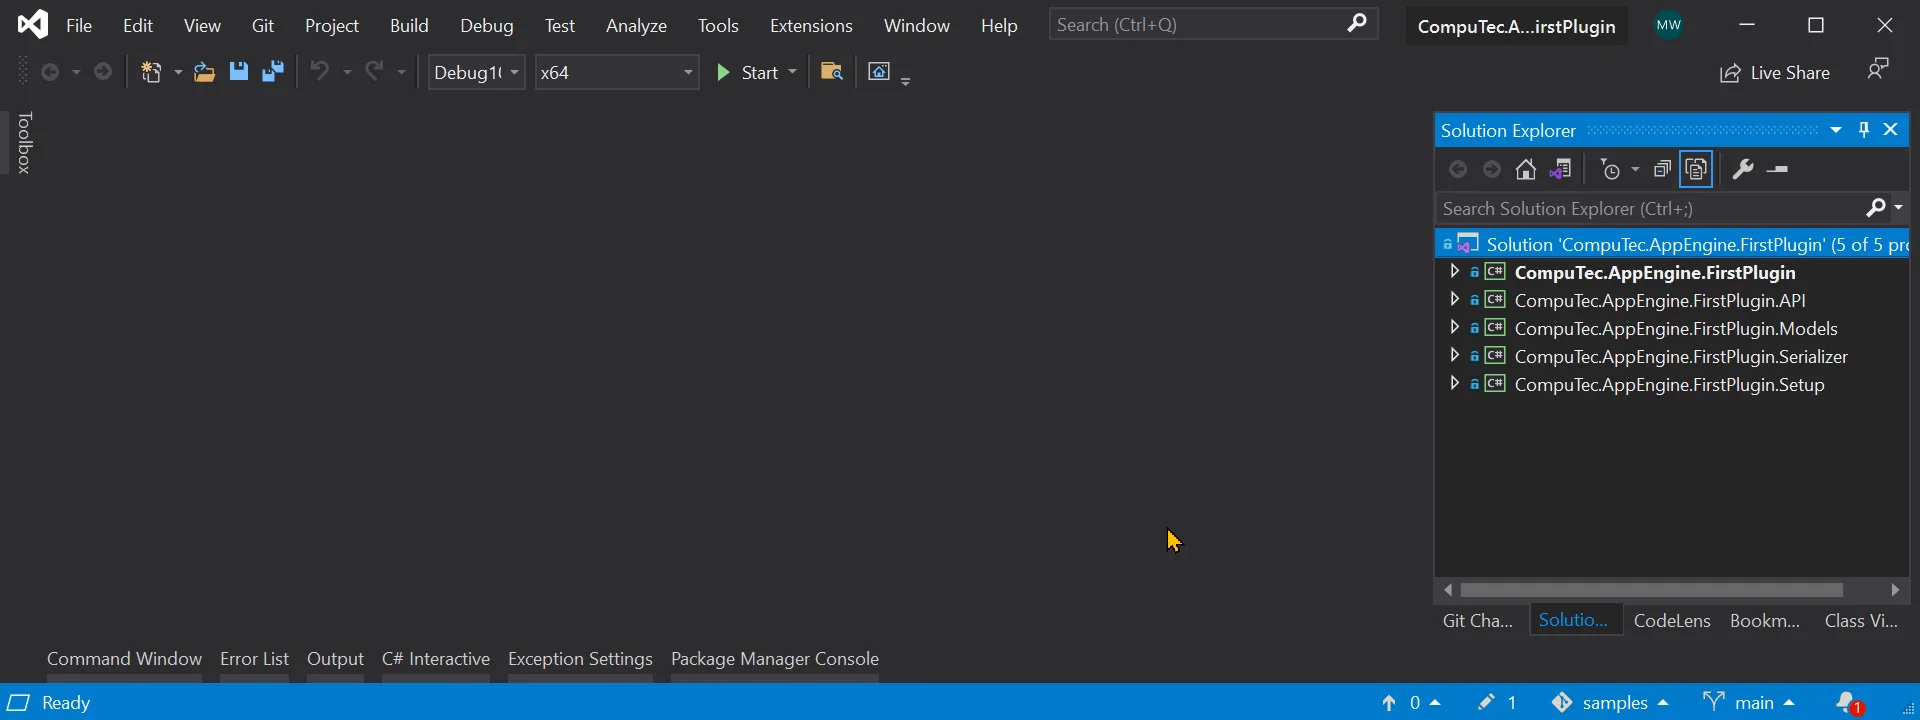 File Edit View Git Project Build Debug Test Analyze Tools Extensions Window Help Search (Ctrl+Q) CompuTec.A...irstPlugin MW
Debug1( x64 Start Live Share
Toolbox
Solution Explorer
Search Solution Explorer (Ctrl+;)
Solution 'CompuTec.AppEngine.FirstPlugin' (5 of 5 pro
C# CompuTec.AppEngine.FirstPlugin
C# CompuTec.AppEngine.FirstPlugin.API
C# CompuTec.AppEngine.FirstPlugin.Models
C# CompuTec.AppEngine.FirstPlugin.Serializer
C# CompuTec.AppEngine.FirstPlugin.Setup
Git Cha... Solutio... CodeLens Bookm... Class Vi...
Command Window Error List Output C# Interactive Exception Settings Package Manager Console
Ready 0 1 samples main 1